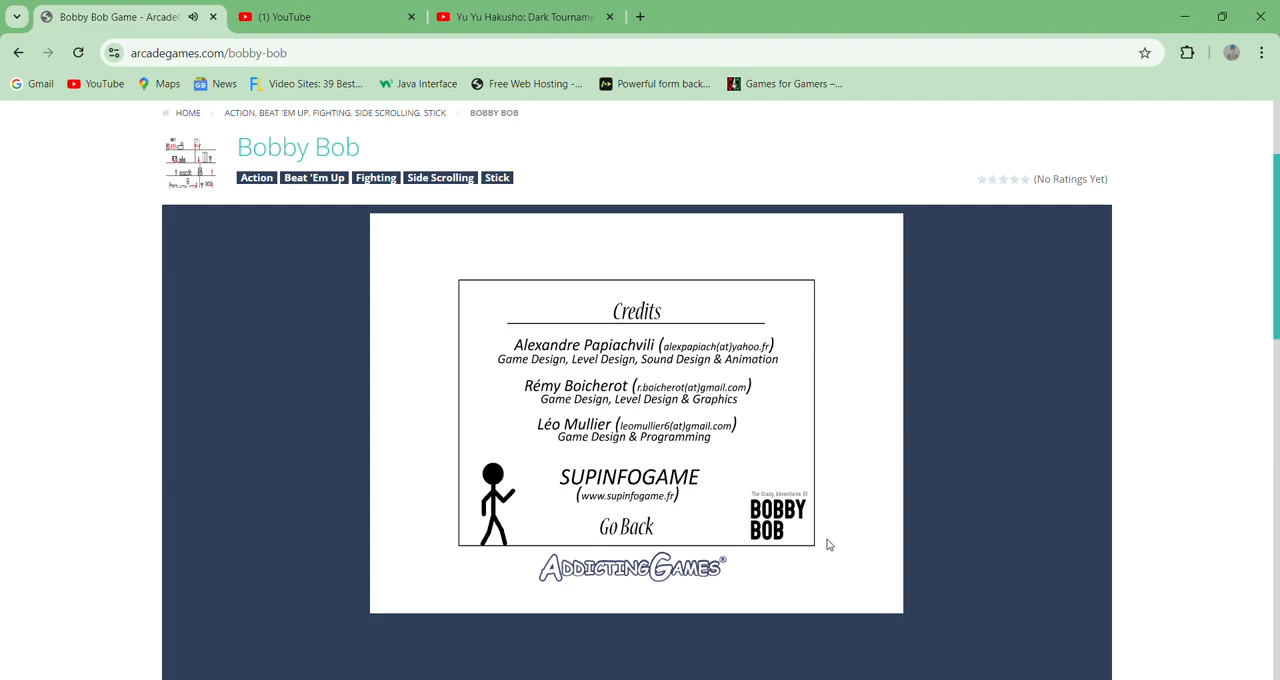 Bobby Bob Game - ArcadeG
(1) YouTube
Yu Yu Hakusho: Dark Tourname
arcadegames.com/bobby-bob
Gmail
YouTube
Maps
News
Video Sites: 39 Best...
Java Interface
Free Web Hosting -...
Powerful form back...
Games for Gamers –...
HOME / ACTION, BEAT 'EM UP, FIGHTING, SIDE SCROLLING, STICK / BOBBY BOB
Bobby Bob
Action Beat 'Em Up Fighting Side Scrolling Stick
(No Ratings Yet)
Credits
Alexandre Papiachvili (alexpapiach(at)yahoo.fr)
Game Design, Level Design, Sound Design & Animation
Rémy Boicherot (r.boicherot(at)gmail.com)
Game Design, Level Design & Graphics
Léo Mullier (leomullier6(at)gmail.com)
Game Design & Programming
SUPINFOGAME
(www.supinfogame.fr)
Go Back
The Crazy Adventures Of
BOBBY
BOB
ADDICTINGGAMES®